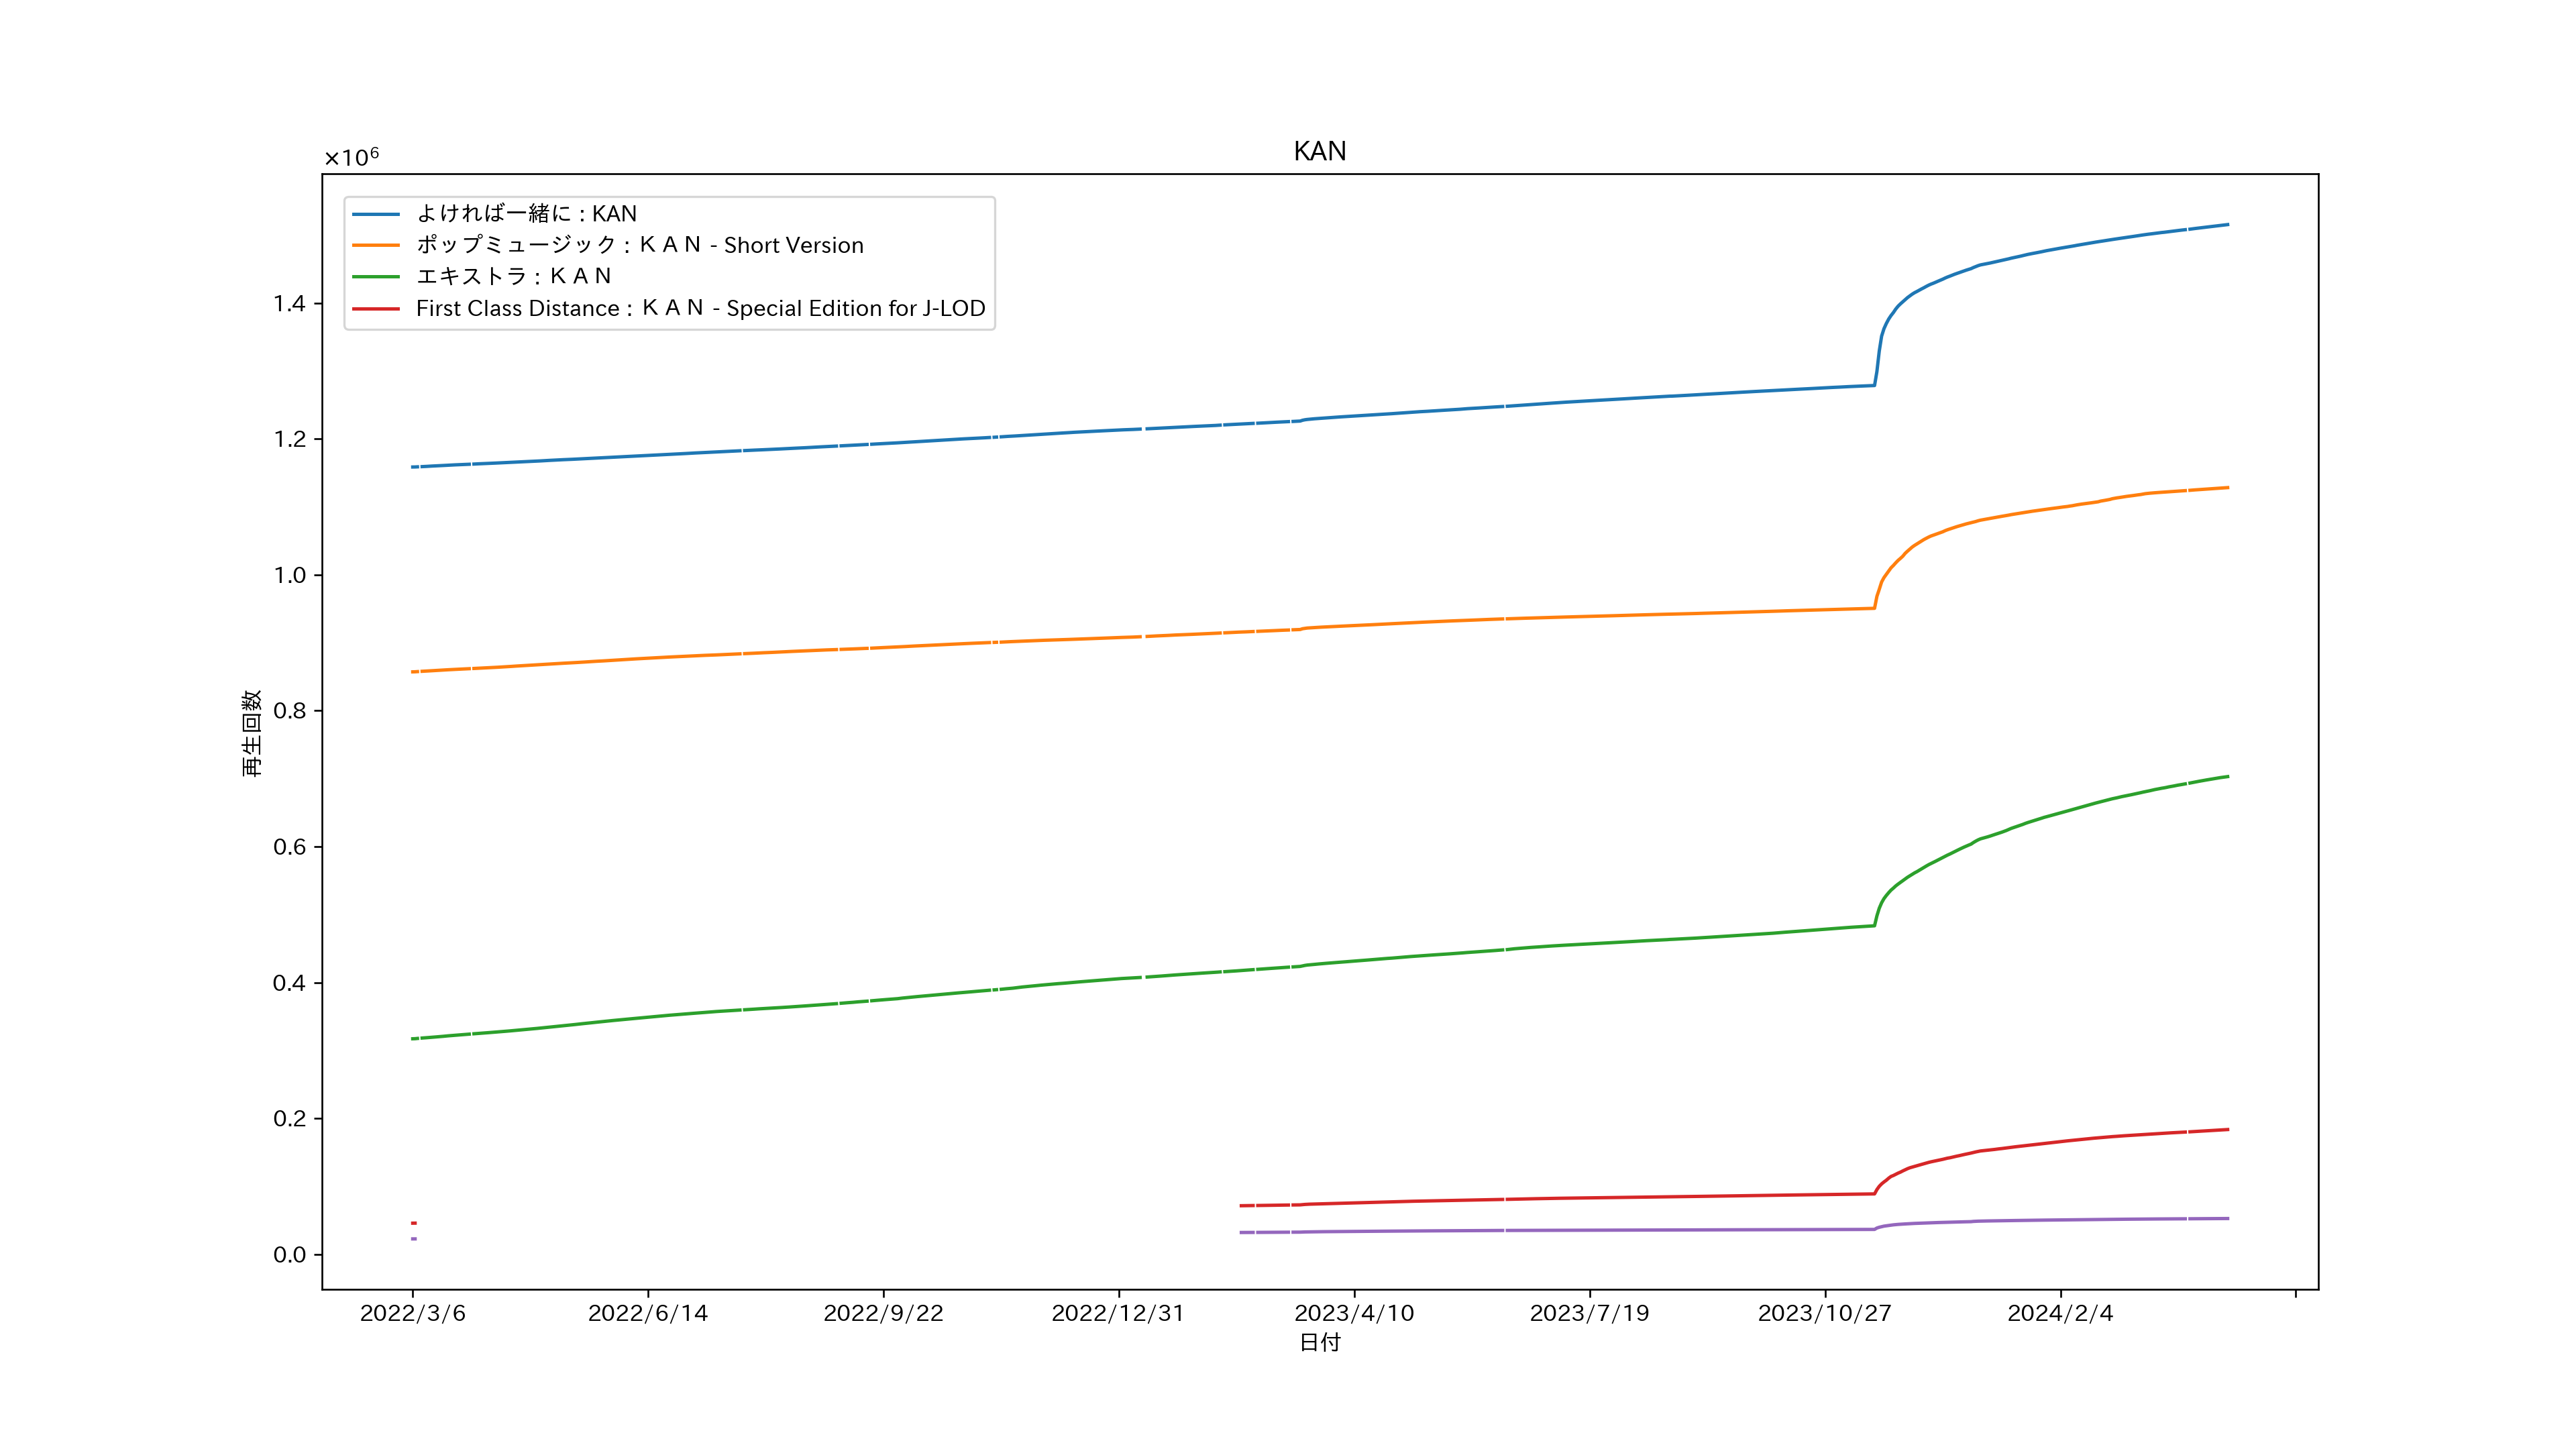 KAN
×10⁶
よければ一緒に : KAN
ポップミュージック : ＫＡＮ - Short Version
エキストラ : ＫＡＮ
First Class Distance : ＫＡＮ - Special Edition for J-LOD
1.4
1.2
1.0
0.8
0.6
0.4
0.2
0.0
再生回数
2022/3/6 2022/6/14 2022/9/22 2022/12/31 2023/4/10 2023/7/19 2023/10/27 2024/2/4
日付